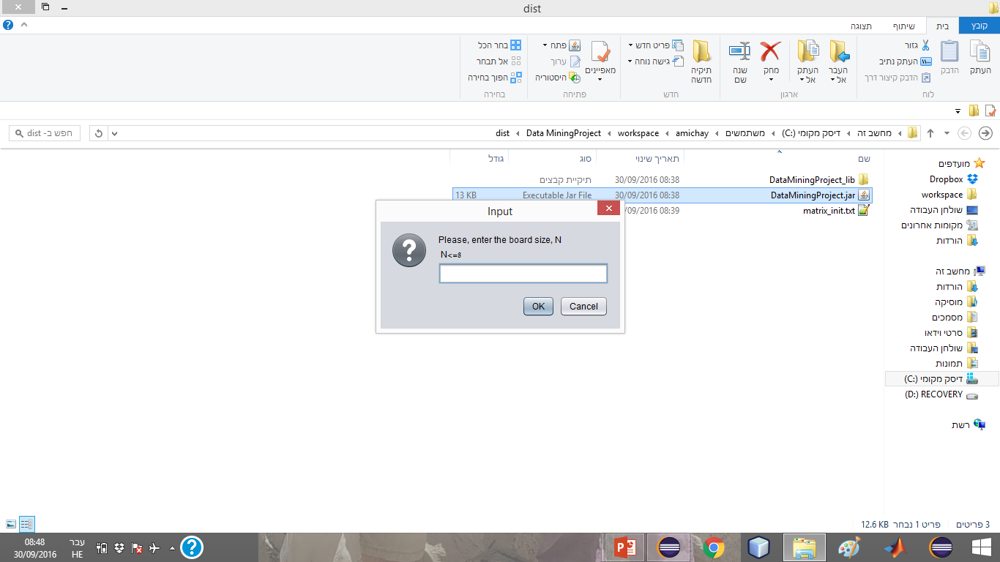 dist
קובץ
בית
שיתוף
תצוגה
העתק
הדבק
גזור
העתק נתיב
הדבק קיצור דרך
לוח
העבר אל
העתק אל
מחק
שנה שם
ארגון
תיקיה חדשה
פריט חדש
גישה נוחה
חדש
מאפיינים
פתח
ערוך
היסטוריה
פתיחה
בחר הכל
אל תבחר
הפוך בחירה
בחירה
מחשב זה
דיסק מקומי (C:)
משתמשים
amichay
workspace
Data MiningProject
dist
חפש ב- dist
שם
תאריך שינוי
סוג
גודל
DataMiningProject_lib
30/09/2016 08:38
תיקיית קבצים
DataMiningProject.jar
30/09/2016 08:38
Executable Jar File
13 KB
matrix_init.txt
/09/2016 08:39
Input
Please, enter the board size, N
N<=8
OK
Cancel
מועדפים
Dropbox
workspace
שולחן העבודה
מקומות אחרונים
הורדות
מחשב זה
הורדות
מוסיקה
מסמכים
סרטי וידאו
שולחן העבודה
תמונות
דיסק מקומי (C:)
(D:) RECOVERY
רשת
3 פריטים
פריט 1 נבחר 12.6 KB
08:48
30/09/2016
עבר
HE